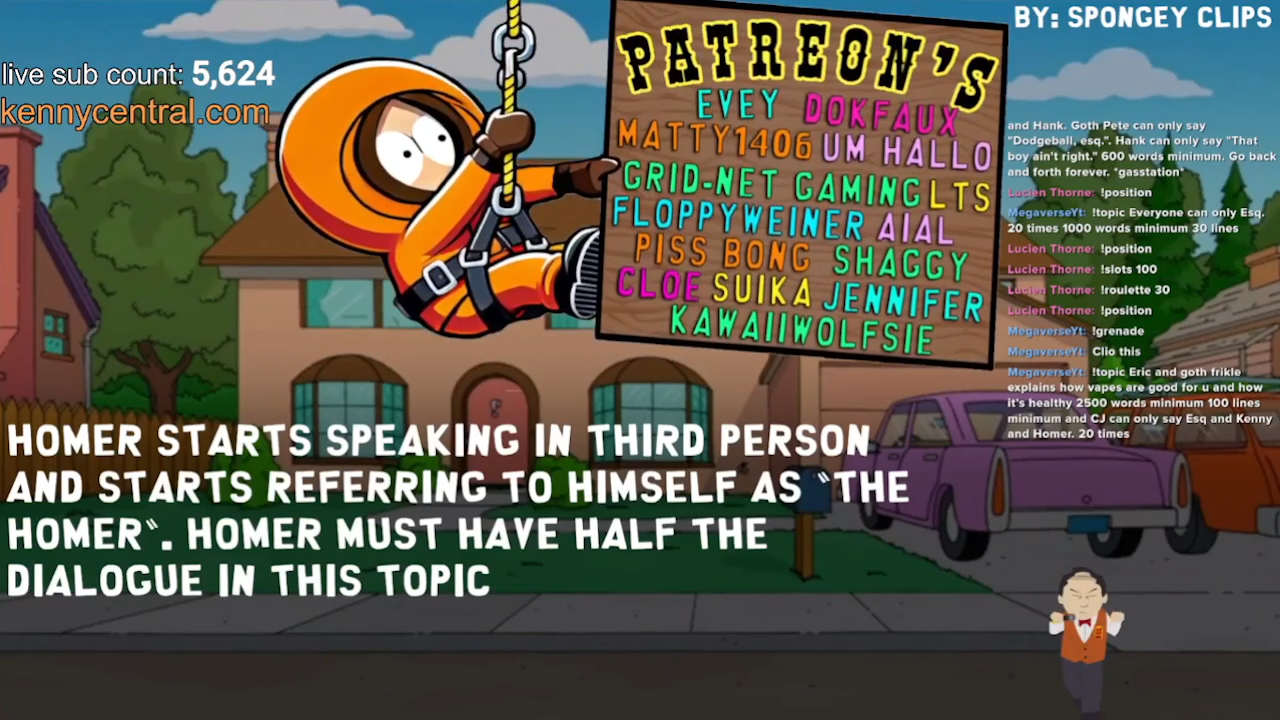 BY: SPONGEY CLIPS
live sub count: 5,624
kennycentral.com
PATREON'S
EVEY DOKFAUX
MATTY1406 UM HALLO
GRID-NET GAMING LTS
FLOPPYWEINER AIAL
PISS BONG SHAGGY
CLOE SUIKA JENNIFER
KAWAIIWOLFSIE
and Hank. Goth Pete can only say
"Dodgeball, esq.". Hank can only say "That
boy ain't right." 600 words minimum. Go back
and forth forever. *gasstation*
Lucien Thorne: !position
MegaverseYt: !topic Everyone can only Esq.
20 times 1000 words minimum 30 lines
Lucien Thorne: !position
Lucien Thorne: !slots 100
Lucien Thorne: !roulette 30
Lucien Thorne: !position
MegaverseYt: !grenade
MegaverseYt: Clio this
MegaverseYt: !topic Eric and goth frikle
explains how vapes are good for u and how
it's healthy 2500 words minimum 100 lines
minimum and CJ can only say Esq and Kenny
and Homer. 20 times
HOMER STARTS SPEAKING IN THIRD PERSON
AND STARTS REFERRING TO HIMSELF AS "THE
HOMER". HOMER MUST HAVE HALF THE
DIALOGUE IN THIS TOPIC